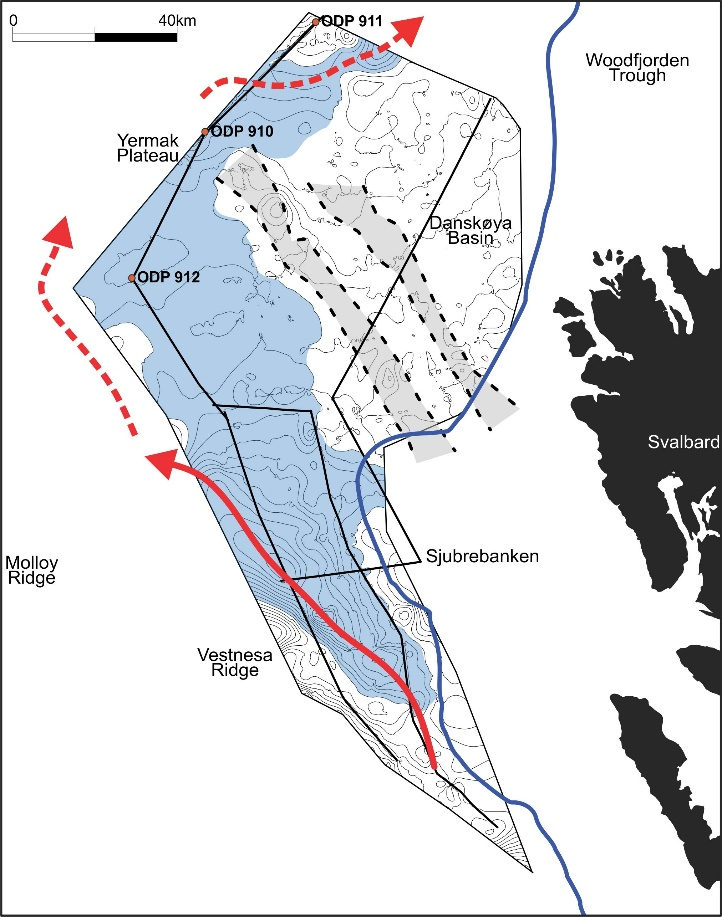 0
40km
ODP 911
Woodfjorden
Trough
ODP 910
Yermak
Plateau
Danskøya
Basin
ODP 912
Svalbard
Sjubrebanken
Molloy
Ridge
Vestnesa
Ridge